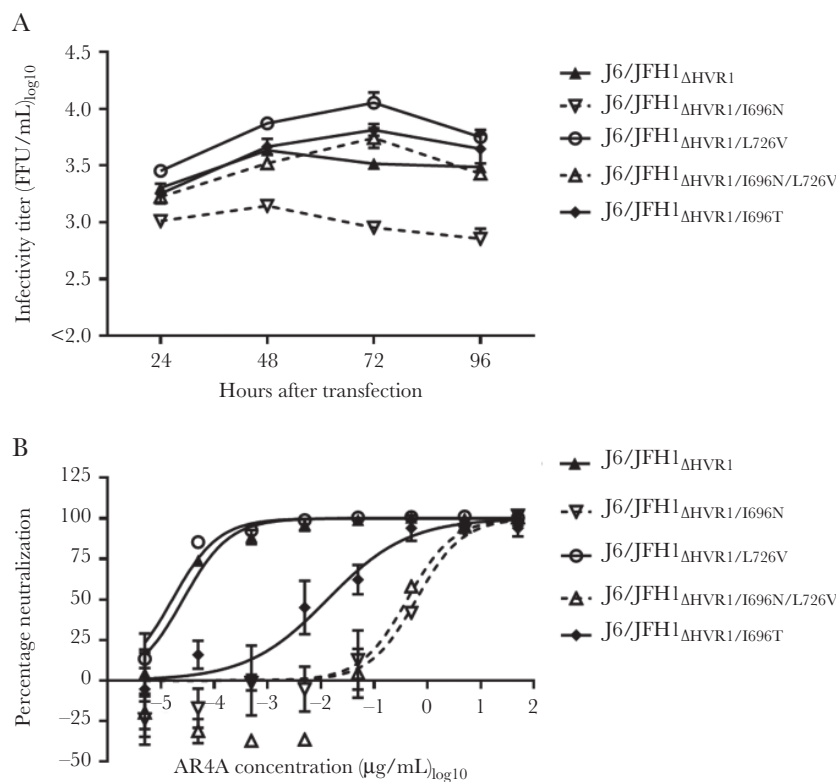 A
Infectivity titer (FFU/mL)log10
4.5
4.0
3.5
3.0
2.5
<2.0
24 48 72 96
Hours after transfection
J6/JFH1ΔHVR1
J6/JFH1ΔHVR1/I696N
J6/JFH1ΔHVR1/L726V
J6/JFH1ΔHVR1/I696N/L726V
J6/JFH1ΔHVR1/I696T
B
Percentage neutralization
125
100
75
50
25
0
−25
−50
−5 −4 −3 −2 −1 0 1 2
AR4A concentration (μg/mL)log10
J6/JFH1ΔHVR1
J6/JFH1ΔHVR1/I696N
J6/JFH1ΔHVR1/L726V
J6/JFH1ΔHVR1/I696N/L726V
J6/JFH1ΔHVR1/I696T